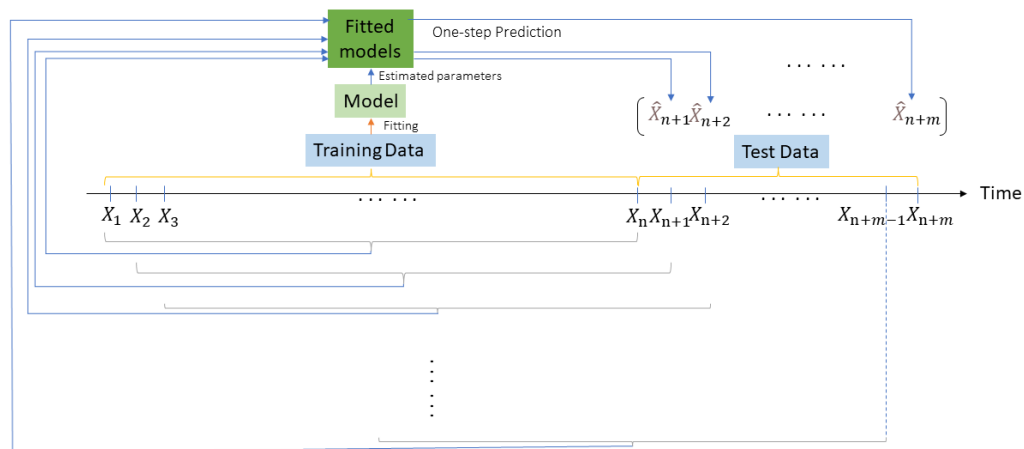 Fitted
models
One-step Prediction
Estimated parameters
Model
Fitting
Training Data
Test Data
... ...
( X̂n+1 X̂n+2 ... ... X̂n+m )
X1 X2 X3 ... ... Xn Xn+1 Xn+2 ... ... Xn+m−1 Xn+m
Time